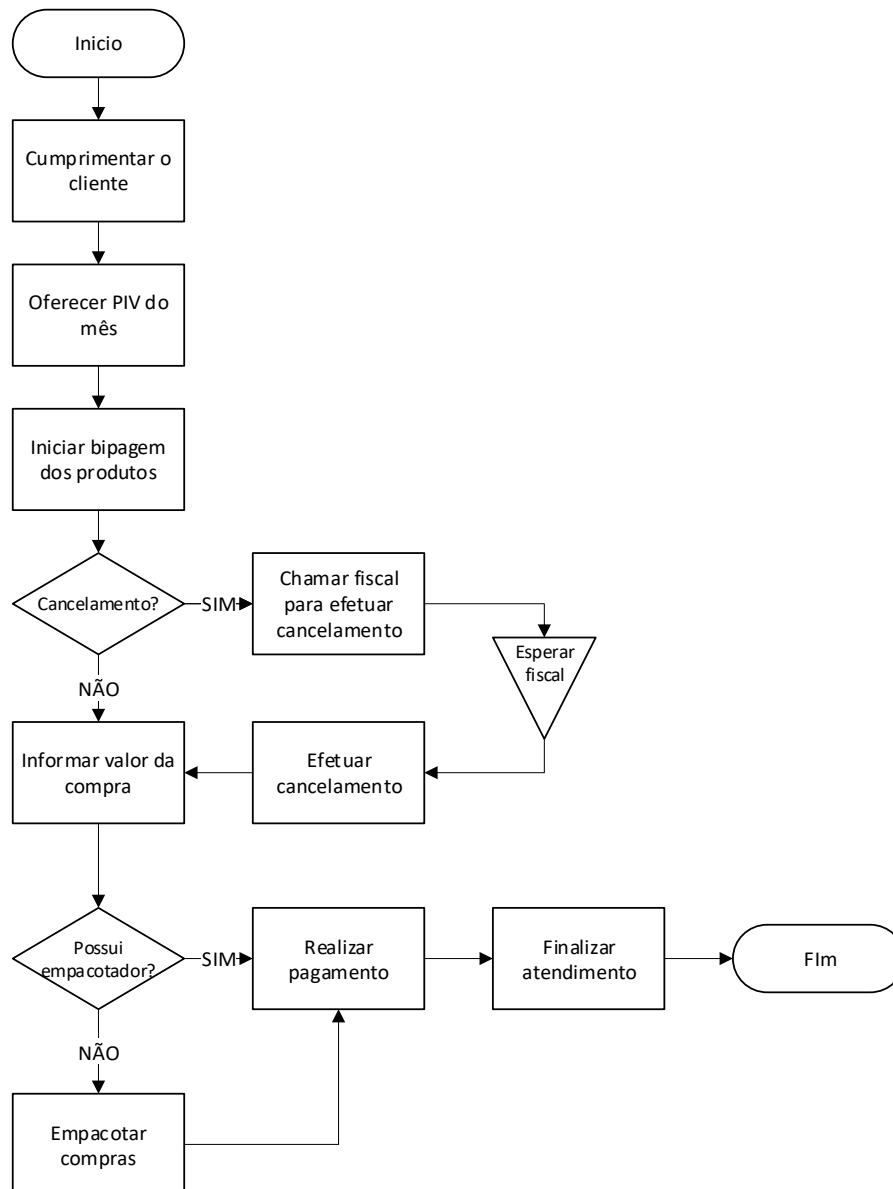 Inicio
Cumprimentar o
cliente
Oferecer PIV do
mês
Iniciar bipagem
dos produtos
Cancelamento?
SIM
Chamar fiscal
para efetuar
cancelamento
Esperar
fiscal
NÃO
Informar valor da
compra
Efetuar
cancelamento
Possui
empacotador?
SIM
Realizar
pagamento
Finalizar
atendimento
FIm
NÃO
Empacotar
compras